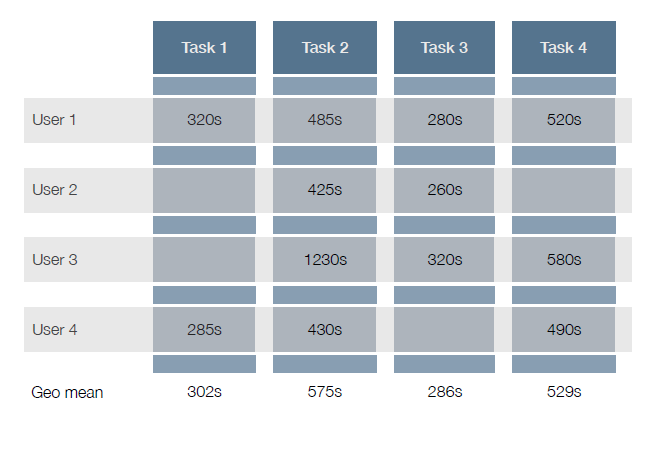 Task 1 Task 2 Task 3 Task 4
User 1 320s 485s 280s 520s
User 2 425s 260s
User 3 1230s 320s 580s
User 4 285s 430s 490s
Geo mean 302s 575s 286s 529s